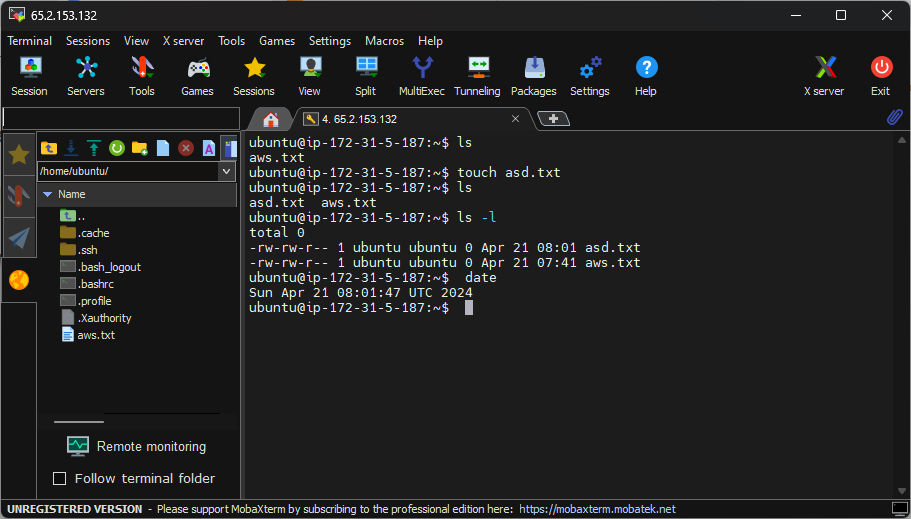 65.2.153.132
Terminal Sessions View X server Tools Games Settings Macros Help
Session Servers Tools Games Sessions View Split MultiExec Tunneling Packages Settings Help X server Exit
4. 65.2.153.132
/home/ubuntu/
Name
..
.cache
.ssh
.bash_logout
.bashrc
.profile
.Xauthority
aws.txt
Remote monitoring
Follow terminal folder
ubuntu@ip-172-31-5-187:~$ ls
aws.txt
ubuntu@ip-172-31-5-187:~$ touch asd.txt
ubuntu@ip-172-31-5-187:~$ ls
asd.txt  aws.txt
ubuntu@ip-172-31-5-187:~$ ls -l
total 0
-rw-rw-r-- 1 ubuntu ubuntu 0 Apr 21 08:01 asd.txt
-rw-rw-r-- 1 ubuntu ubuntu 0 Apr 21 07:41 aws.txt
ubuntu@ip-172-31-5-187:~$  date
Sun Apr 21 08:01:47 UTC 2024
ubuntu@ip-172-31-5-187:~$
UNREGISTERED VERSION - Please support MobaXterm by subscribing to the professional edition here: https://mobaxterm.mobatek.net